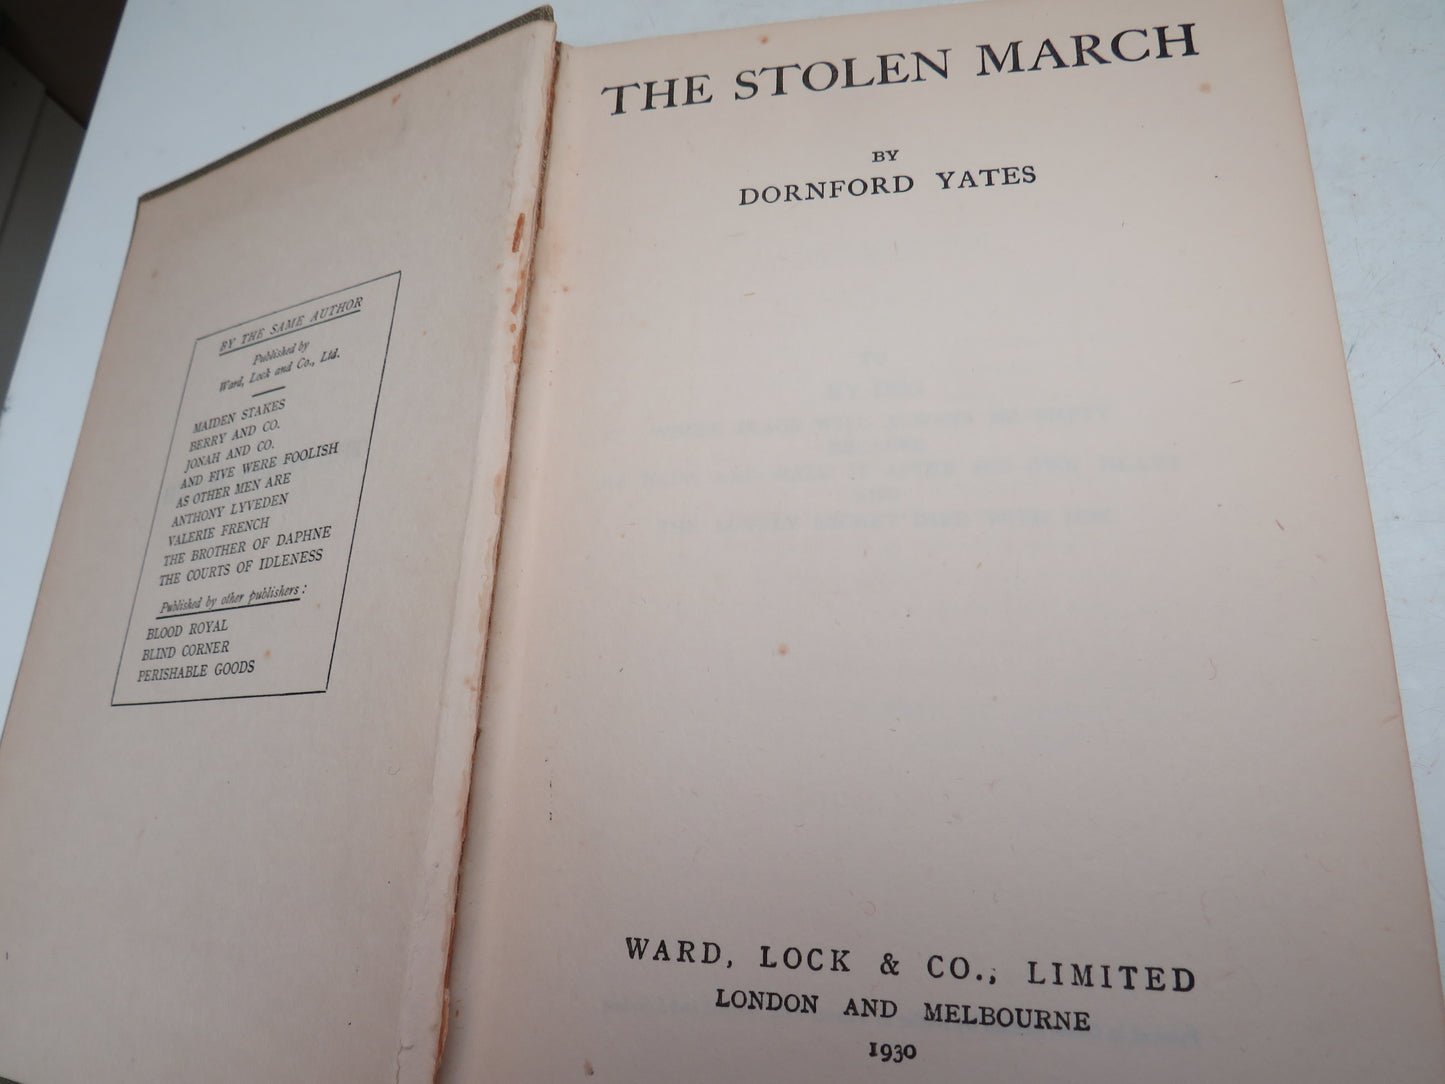 BY THE SAME AUTHOR
Published by
Ward, Lock and Co., Ltd.
MAIDEN STAKES
BERRY AND CO.
JONAH AND CO.
AND FIVE WERE FOOLISH
AS OTHER MEN ARE
ANTHONY LYVEDEN
VALERIE FRENCH
THE BROTHER OF DAPHNE
THE COURTS OF IDLENESS
Published by other publishers:
BLOOD ROYAL
BLIND CORNER
PERISHABLE GOODS
THE STOLEN MARCH
BY
DORNFORD YATES
WARD, LOCK & CO., LIMITED
LONDON AND MELBOURNE
1930